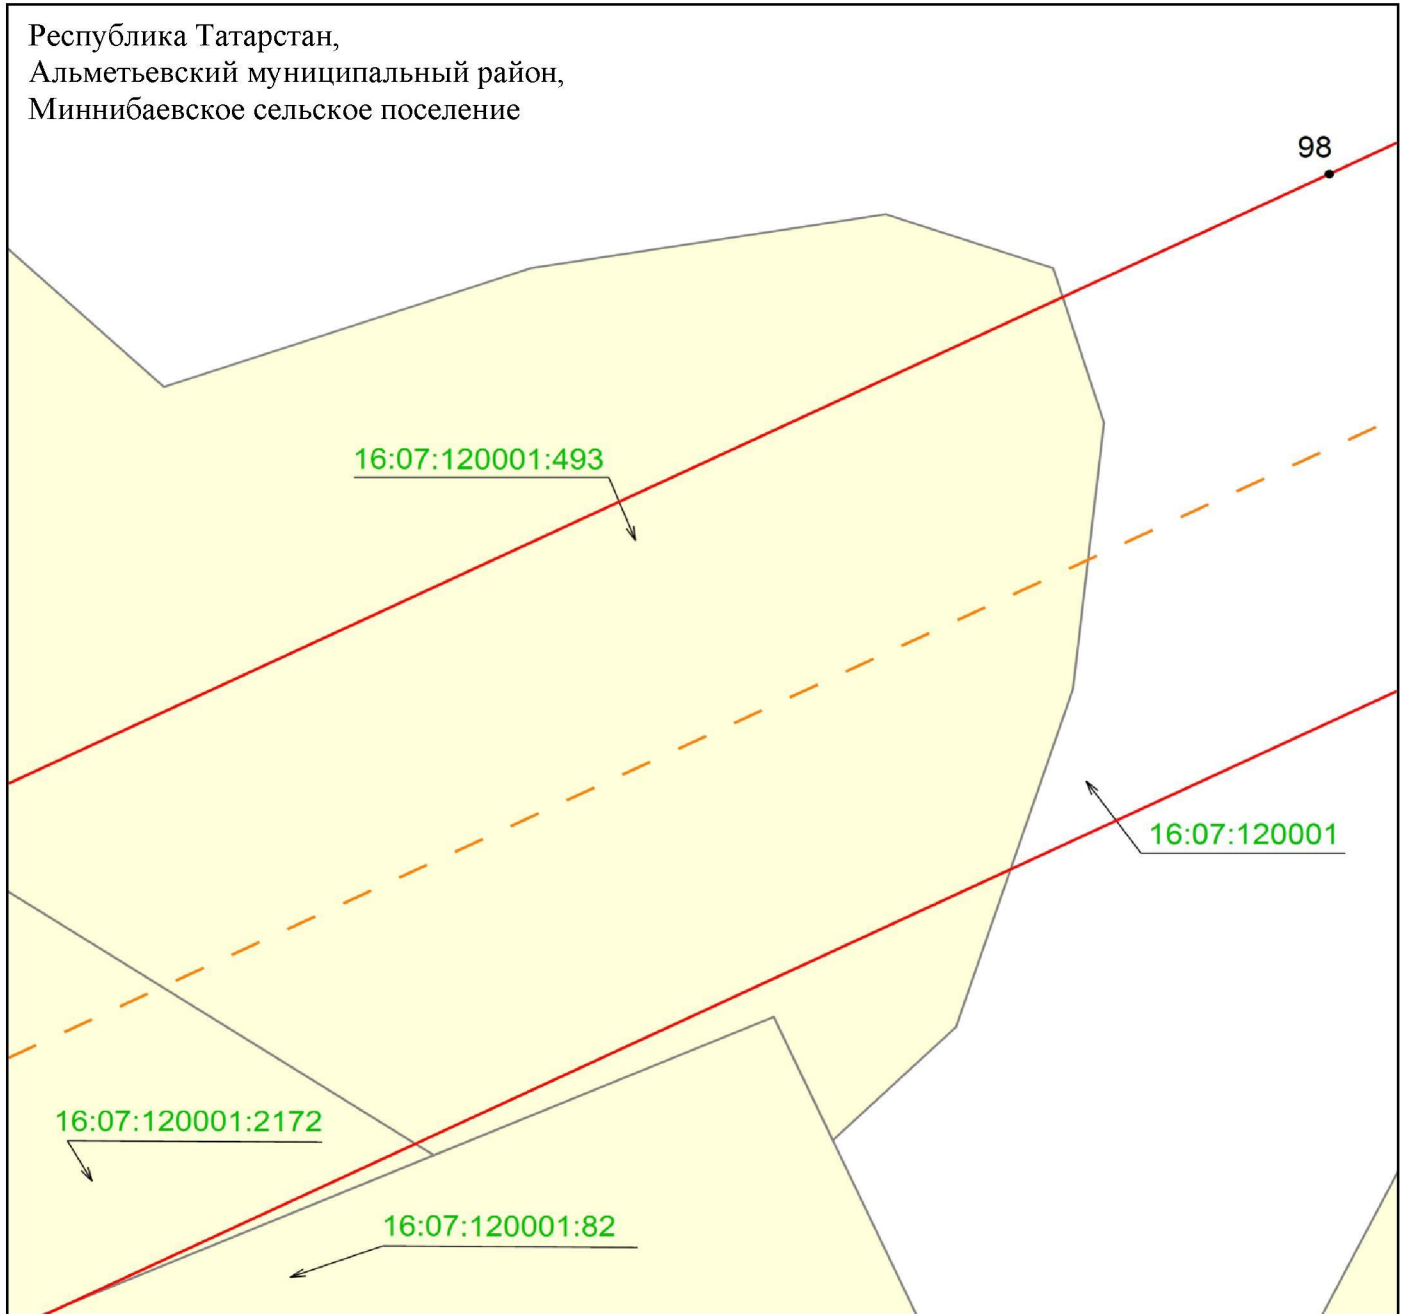 Республика Татарстан,
Альметьевский муниципальный район,
Миннибаевское сельское поселение
98
16:07:120001:493
16:07:120001
16:07:120001:2172
16:07:120001:82